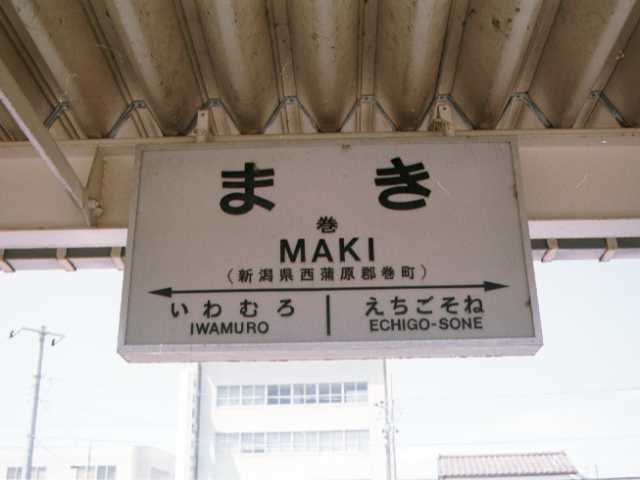 まき
巻
MAKI
(新潟県西蒲原郡巻町)
いわむろ えちごそね
IWAMURO ECHIGO-SONE